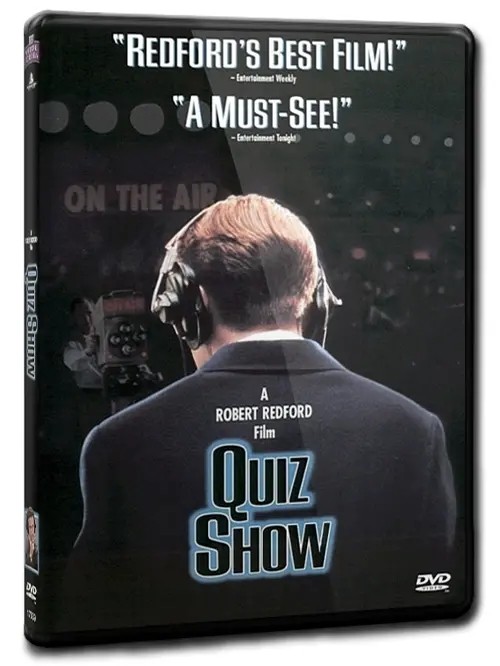 “REDFORD’S BEST FILM!”
– Entertainment Weekly
“A MUST-SEE!”
– Entertainment Tonight
ON THE AIR
A
ROBERT REDFORD
Film
QUIZ
SHOW
DVD
VIDEO
QUIZ SHOW
DVD